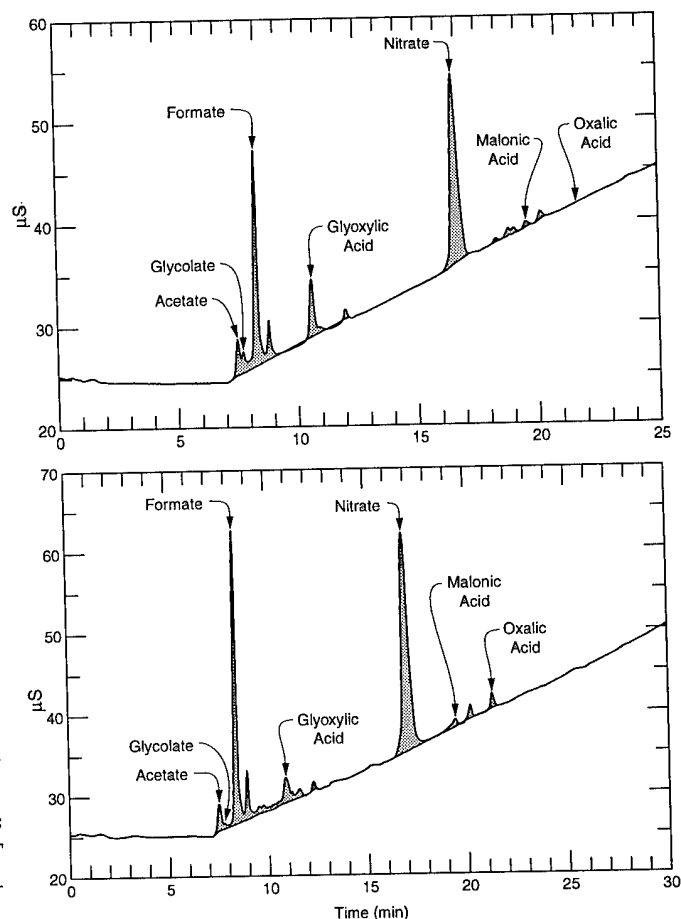 60
50
40
30
20
μS
Nitrate
Formate
Malonic
Acid
Oxalic
Acid
Glyoxylic
Acid
Glycolate
Acetate
0
5
10
15
20
25
70
60
50
40
30
20
μS
Formate
Nitrate
Malonic
Acid
Oxalic
Acid
Glyoxylic
Acid
Glycolate
Acetate
0
5
10
15
20
25
30
Time (min)